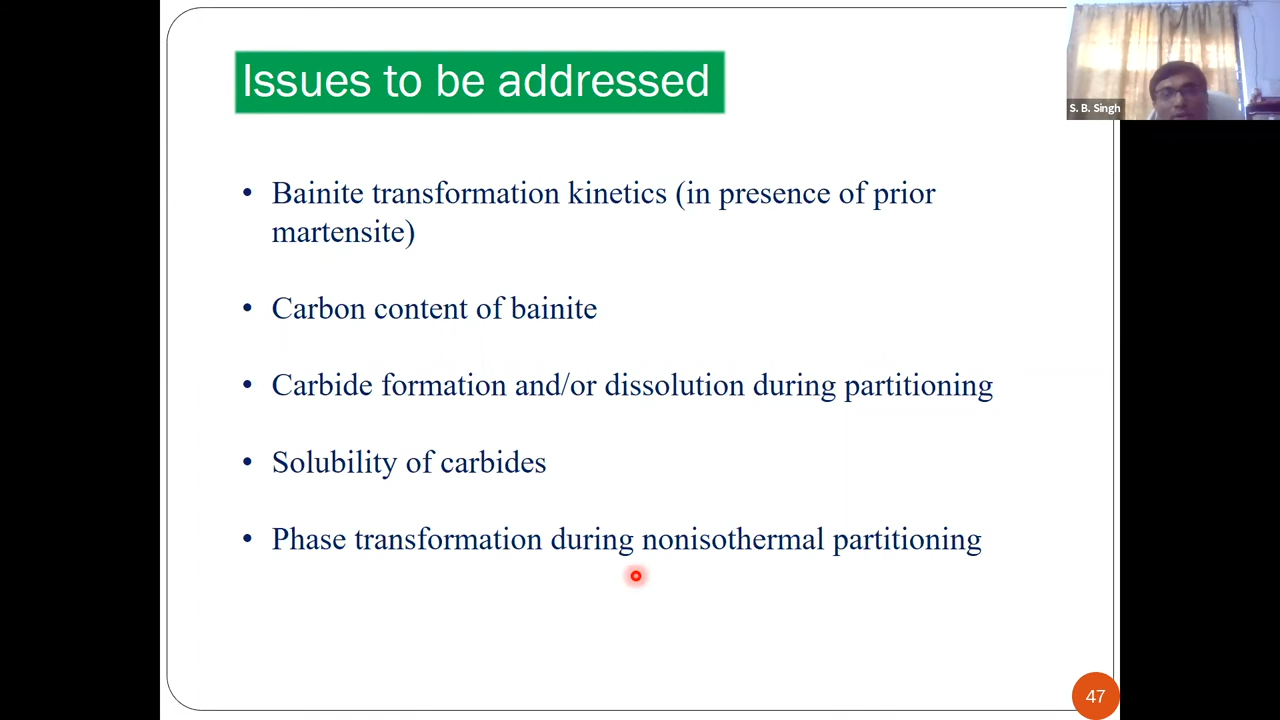 Issues to be addressed
S. B. Singh
• Bainite transformation kinetics (in presence of prior
martensite)
• Carbon content of bainite
• Carbide formation and/or dissolution during partitioning
• Solubility of carbides
• Phase transformation during nonisothermal partitioning
47